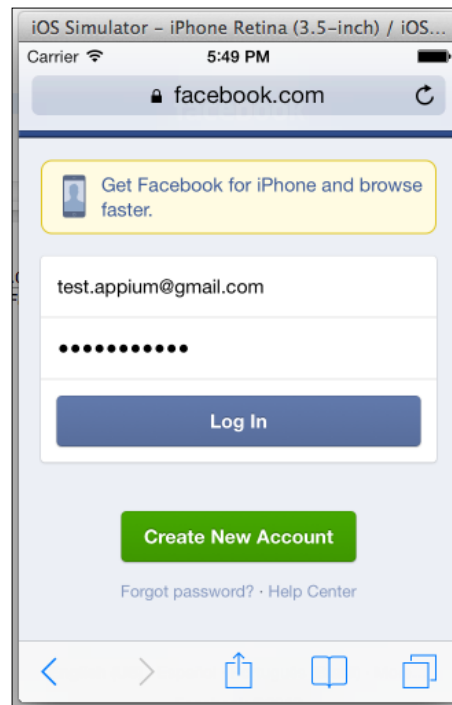 iOS Simulator – iPhone Retina (3.5-inch) / iOS...
Carrier 5:49 PM
facebook.com
Get Facebook for iPhone and browse
faster.
test.appium@gmail.com
•••••••••••
Log In
Create New Account
Forgot password? · Help Center